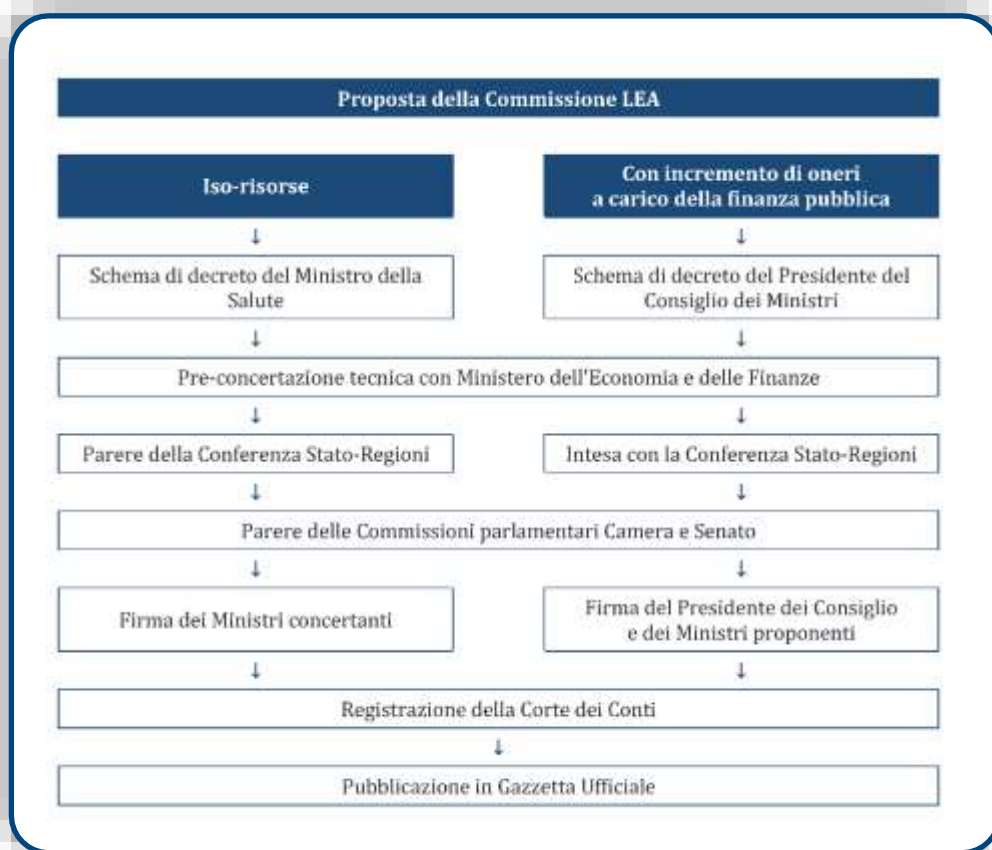 Proposta della Commissione LEA
Iso-risorse
Con incremento di oneri
a carico della finanza pubblica
↓
↓
Schema di decreto del Ministro della
Salute
Schema di decreto del Presidente del
Consiglio dei Ministri
↓
↓
Pre-concertazione tecnica con Ministero dell'Economia e delle Finanze
↓
↓
Parere della Conferenza Stato-Regioni
Intesa con la Conferenza Stato-Regioni
↓
↓
Parere delle Commissioni parlamentari Camera e Senato
↓
↓
Firma dei Ministri concertanti
Firma del Presidente dei Consiglio
e dei Ministri proponenti
↓
↓
Registrazione della Corte dei Conti
↓
Pubblicazione in Gazzetta Ufficiale